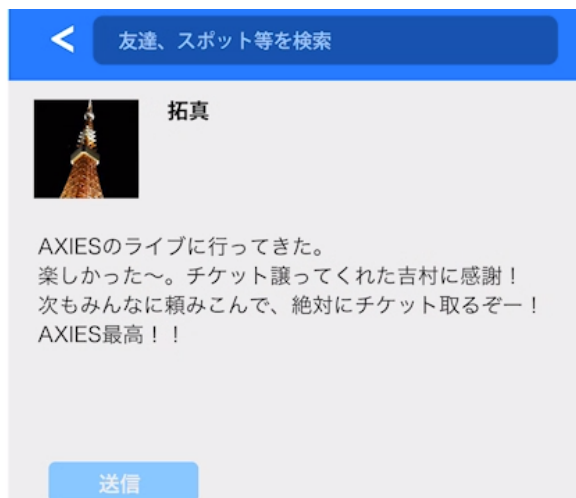 友達、スポット等を検索
拓真
AXIESのライブに行ってきた。
楽しかった〜。チケット譲ってくれた吉村に感謝！
次もみんなに頼みこんで、絶対にチケット取るぞー！
AXIES最高！！
送信